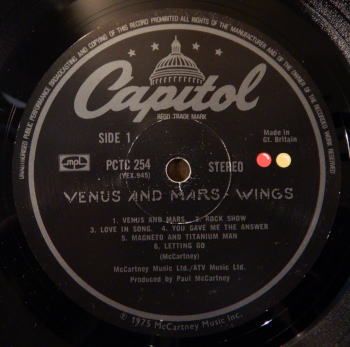 UNAUTHORISED PUBLIC PERFORMANCE BROADCASTING AND COPYING OF THIS RECORD PROHIBITED ALL RIGHTS OF THE MANUFACTURER AND OF THE OWNER OF THE RECORDED WORK RESERVED
Capitol
REGD TRADE MARK
SIDE 1
Made in
Gt. Britain
mpl
PCTC 254
(YEX.945)
STEREO
VENUS AND MARS - WINGS
1. VENUS AND MARS 2. ROCK SHOW
3. LOVE IN SONG. 4. YOU GAVE ME THE ANSWER
5. MAGNETO AND TITANIUM MAN
6. LETTING GO
(McCartney)
McCartney Music Ltd./ATV Music Ltd.
Produced by Paul McCartney
℗ 1975 McCartney Music Inc.